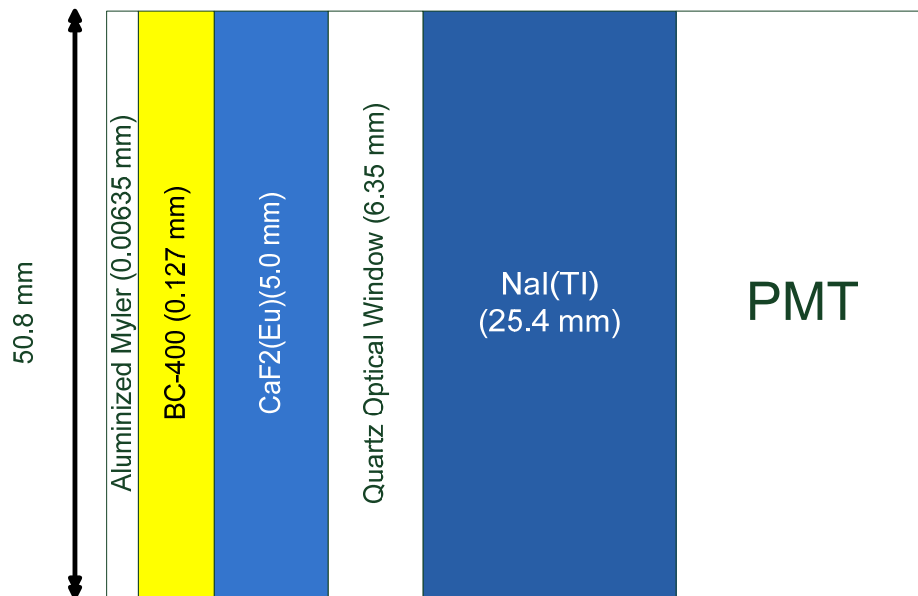 50.8 mm
Aluminized Myler (0.00635 mm)
BC-400 (0.127 mm)
CaF2(Eu)(5.0 mm)
Quartz Optical Window (6.35 mm)
NaI(Tl)
(25.4 mm)
PMT